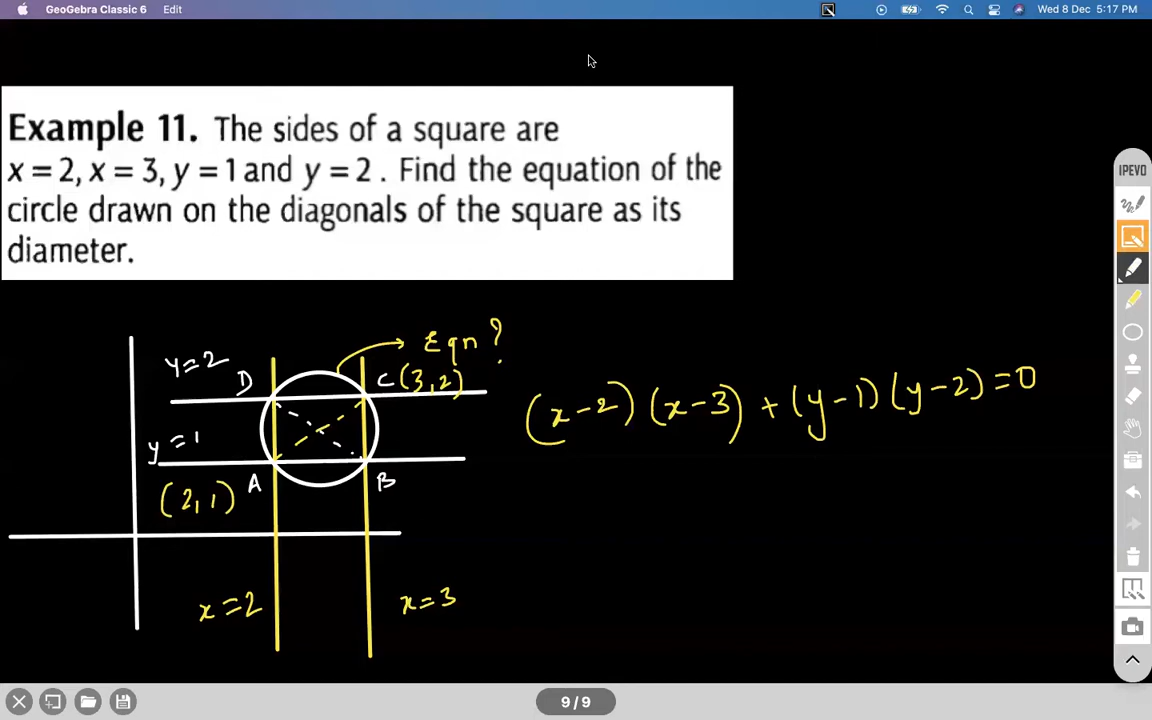 GeoGebra Classic 6 Edit
Wed 8 Dec 5:17 PM
Example 11. The sides of a square are
x = 2, x = 3, y = 1 and y = 2 . Find the equation of the
circle drawn on the diagonals of the square as its
diameter.
IPEVO
Eqn ?
y=2
D
C (3,2)
(x-2) (x-3) + (y-1) (y-2) = 0
y = 1
(2, 1)
A
B
x = 2
x = 3
9 / 9